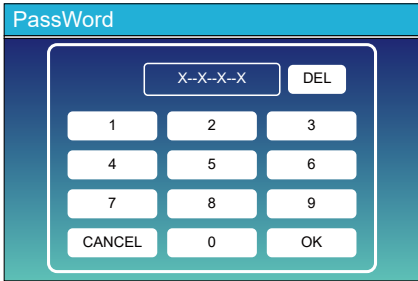 PassWord
X--X--X--X DEL
1 2 3
4 5 6
7 8 9
CANCEL 0 OK